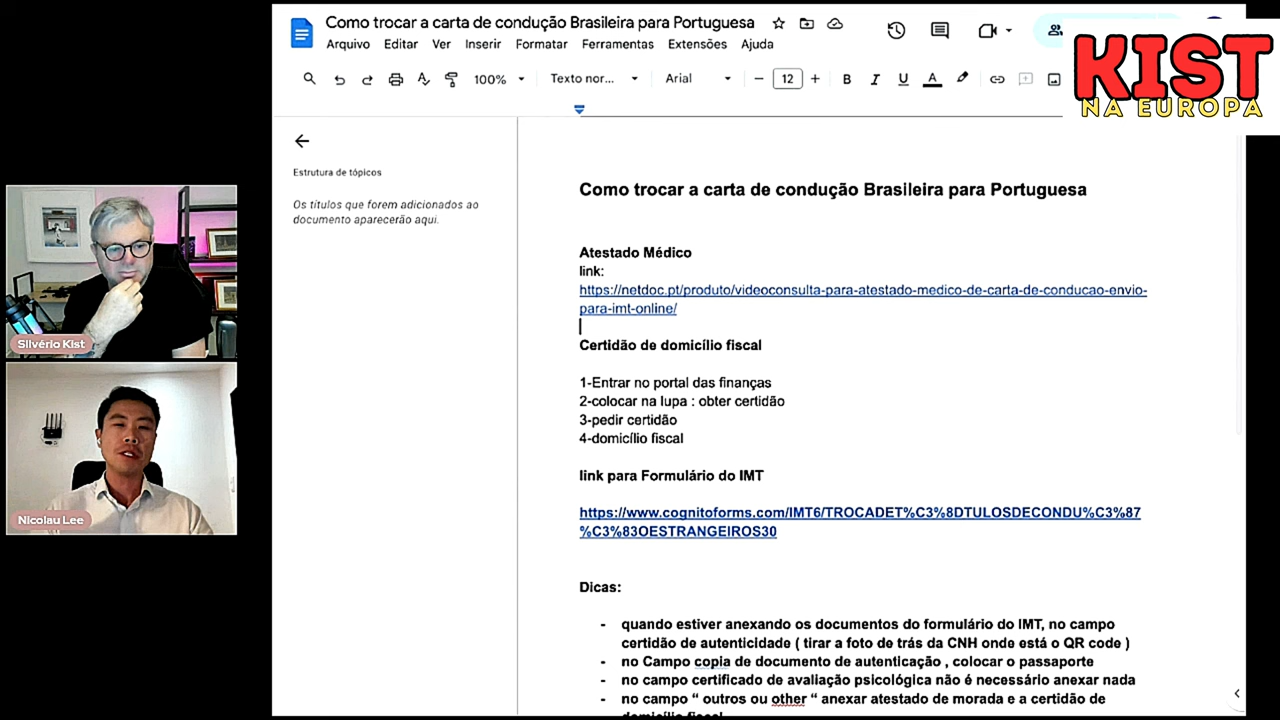 Como trocar a carta de condução Brasileira para Portuguesa
Arquivo Editar Ver Inserir Formatar Ferramentas Extensões Ajuda
100% Texto nor... Arial 12 B I U A
KIST
NA EUROPA
Estrutura de tópicos
Os títulos que forem adicionados ao
documento aparecerão aqui.
Silvério Kist
Nicolau Lee
Como trocar a carta de condução Brasileira para Portuguesa
Atestado Médico
link:
https://netdoc.pt/produto/videoconsulta-para-atestado-medico-de-carta-de-conducao-envio-
para-imt-online/
Certidão de domicílio fiscal
1-Entrar no portal das finanças
2-colocar na lupa : obter certidão
3-pedir certidão
4-domicílio fiscal
link para Formulário do IMT
https://www.cognitoforms.com/IMT6/TROCADET%C3%8DTULOSDECONDU%C3%87
%C3%83OESTRANGEIROS30
Dicas:
- quando estiver anexando os documentos do formulário do IMT, no campo
certidão de autenticidade ( tirar a foto de trás da CNH onde está o QR code )
- no Campo copia de documento de autenticação , colocar o passaporte
- no campo certificado de avaliação psicológica não é necessário anexar nada
- no campo “ outros ou other “ anexar atestado de morada e a certidão de
domicílio fiscal